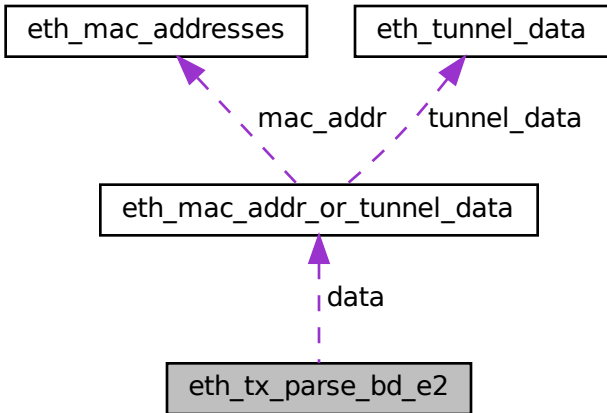 eth_mac_addresses
eth_tunnel_data
mac_addr
tunnel_data
eth_mac_addr_or_tunnel_data
data
eth_tx_parse_bd_e2